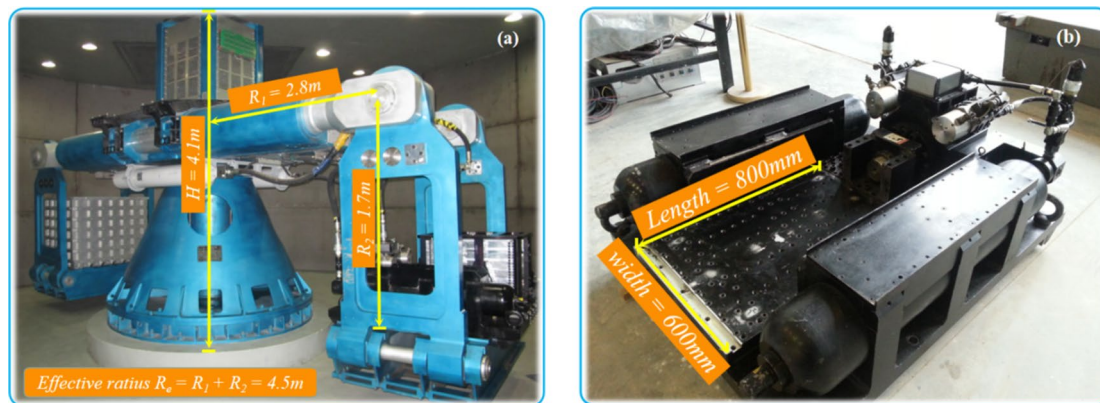 (a)
R₁ = 2.8m
H = 4.1m
R₂ = 1.7m
Effective ratius Rₑ = R₁ + R₂ = 4.5m
(b)
Length = 800mm
width = 600mm